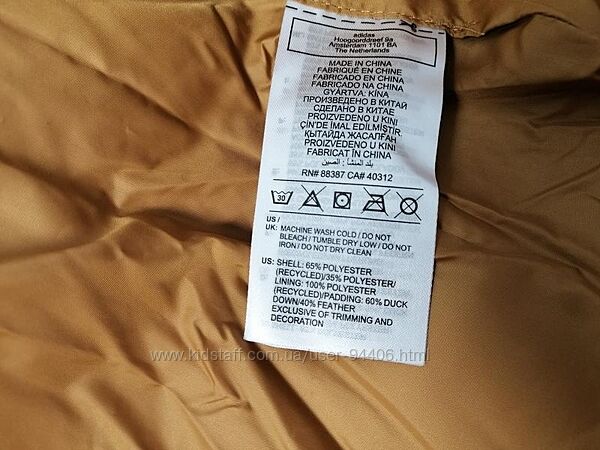 adidas
Hoogoorddreef 9a
Amsterdam 1101 BA
The Netherlands
MADE IN CHINA
FABRIQUÉ EN CHINE
FABRICADO EN CHINA
FABRICADO NA CHINA
GYÁRTVA: KÍNA
ПРОИЗВЕДЕНО В КИТАЙ
СДЕЛАНО В КИТАЕ
PROIZVEDENO U KINI
ÇİN'DE İMAL EDİLMİŞTİR
ҚЫТАЙДА ЖАСАЛҒАН
PROIZVEDENO U KINI
FABRICAT ÎN CHINA
بلد المنشأ : الصين
RN# 88387 CA# 40312
30
US /
UK: MACHINE WASH COLD / DO NOT
BLEACH / TUMBLE DRY LOW / DO NOT
IRON / DO NOT DRY CLEAN
US: SHELL: 65% POLYESTER
(RECYCLED)/35% POLYESTER/
LINING: 100% POLYESTER
(RECYCLED)/PADDING: 60% DUCK
DOWN/40% FEATHER
EXCLUSIVE OF TRIMMING AND
DECORATION
www.kidstaff.com.ua/user-94406.html